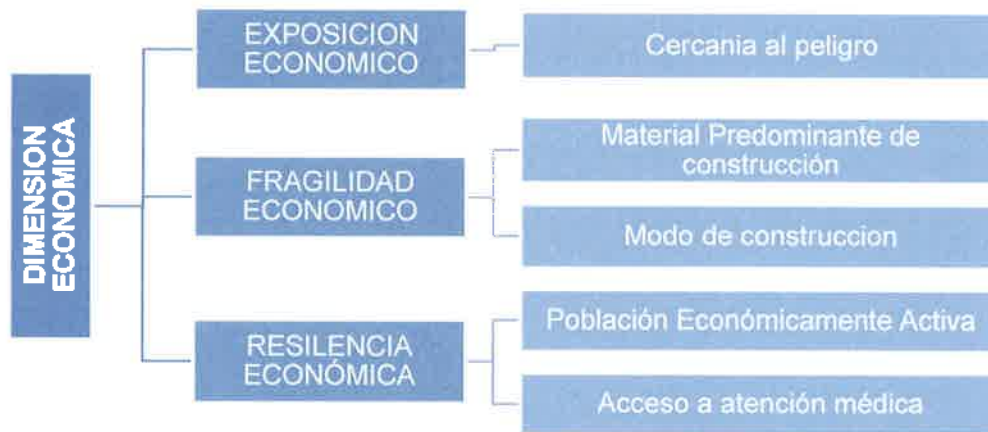 DIMENSION
ECONOMICA
EXPOSICION
ECONOMICO
Cercania al peligro
FRAGILIDAD
ECONOMICO
Material Predominante de
construcción
Modo de construccion
RESILENCIA
ECONÓMICA
Población Económicamente Activa
Acceso a atención médica